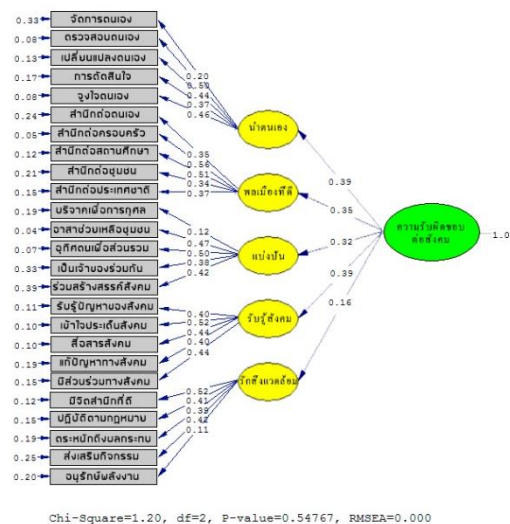 0.33 จัดการตนเอง
0.08 ตรวจสอบตนเอง
0.13 เปลี่ยนแปลงตนเอง
0.17 การตัดสินใจ
0.08 จูงใจตนเอง
0.24 สำนึกต่อตนเอง
0.05 สำนึกต่อครอบครัว
0.12 สำนึกต่อสถานศึกษา
0.21 สำนึกต่อชุมชน
0.15 สำนึกต่อประเทศชาติ
0.19 บริจาคเพื่อการกุศล
0.04 อาสาช่วยเหลือชุมชน
0.07 อุทิศตนเพื่อส่วนรวม
0.33 เป็นเจ้าของร่วมกัน
0.39 ร่วมสร้างสรรค์สังคม
0.11 รับรู้ปัญหาของสังคม
0.10 เข้าใจประเด็นสังคม
0.10 สื่อสารสังคม
0.19 แก้ปัญหาทางสังคม
0.15 มีส่วนร่วมทางสังคม
0.12 มีจิตสำนึกที่ดี
0.15 ปฏิบัติตามกฎหมาย
0.19 ตระหนักถึงผลกระทบ
0.25 ส่งเสริมกิจกรรม
0.20 อนุรักษ์พลังงาน
0.20
0.50
0.44
0.37
0.46
0.35
0.56
0.51
0.34
0.37
0.12
0.47
0.50
0.38
0.42
0.40
0.52
0.44
0.40
0.44
0.52
0.41
0.39
0.42
0.11
นำตนเอง
พลเมืองที่ดี
แบ่งปัน
รับรู้สังคม
รักสิ่งแวดล้อม
0.39
0.35
0.32
0.39
0.16
ความรับผิดชอบ
ต่อสังคม
1.0
Chi-Square=1.20, df=2, P-value=0.54767, RMSEA=0.000